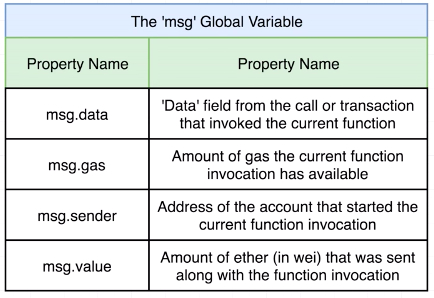 The 'msg' Global Variable
Property Name
Property Name
msg.data
'Data' field from the call or transaction
that invoked the current function
msg.gas
Amount of gas the current function
invocation has available
msg.sender
Address of the account that started the
current function invocation
msg.value
Amount of ether (in wei) that was sent
along with the function invocation